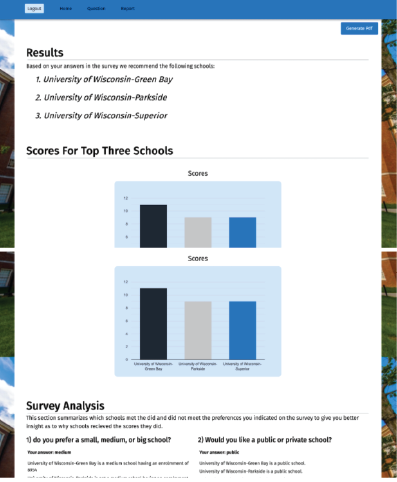 Logout Home Question Report
Generate PDF
Results
Based on your answers in the survey we recommend the following schools:
1. University of Wisconsin-Green Bay
2. University of Wisconsin-Parkside
3. University of Wisconsin-Superior
Scores For Top Three Schools
Scores
12
10
8
6
Scores
12
10
8
6
4
2
0
University of Wisconsin-Green Bay
University of Wisconsin-Parkside
University of Wisconsin-Superior
Survey Analysis
This section summarizes which schools met the did and did not meet the preferences you indicated on the survey to give you better
insight as to why schools recieved the scores they did.
1) do you prefer a small, medium, or big school?
Your answer: medium
University of Wisconsin-Green Bay is a medium school having an enrolment of
2) Would you like a public or private school?
Your answer: public
University of Wisconsin-Green Bay is a public school.
University of Wisconsin-Parkside is a public school.